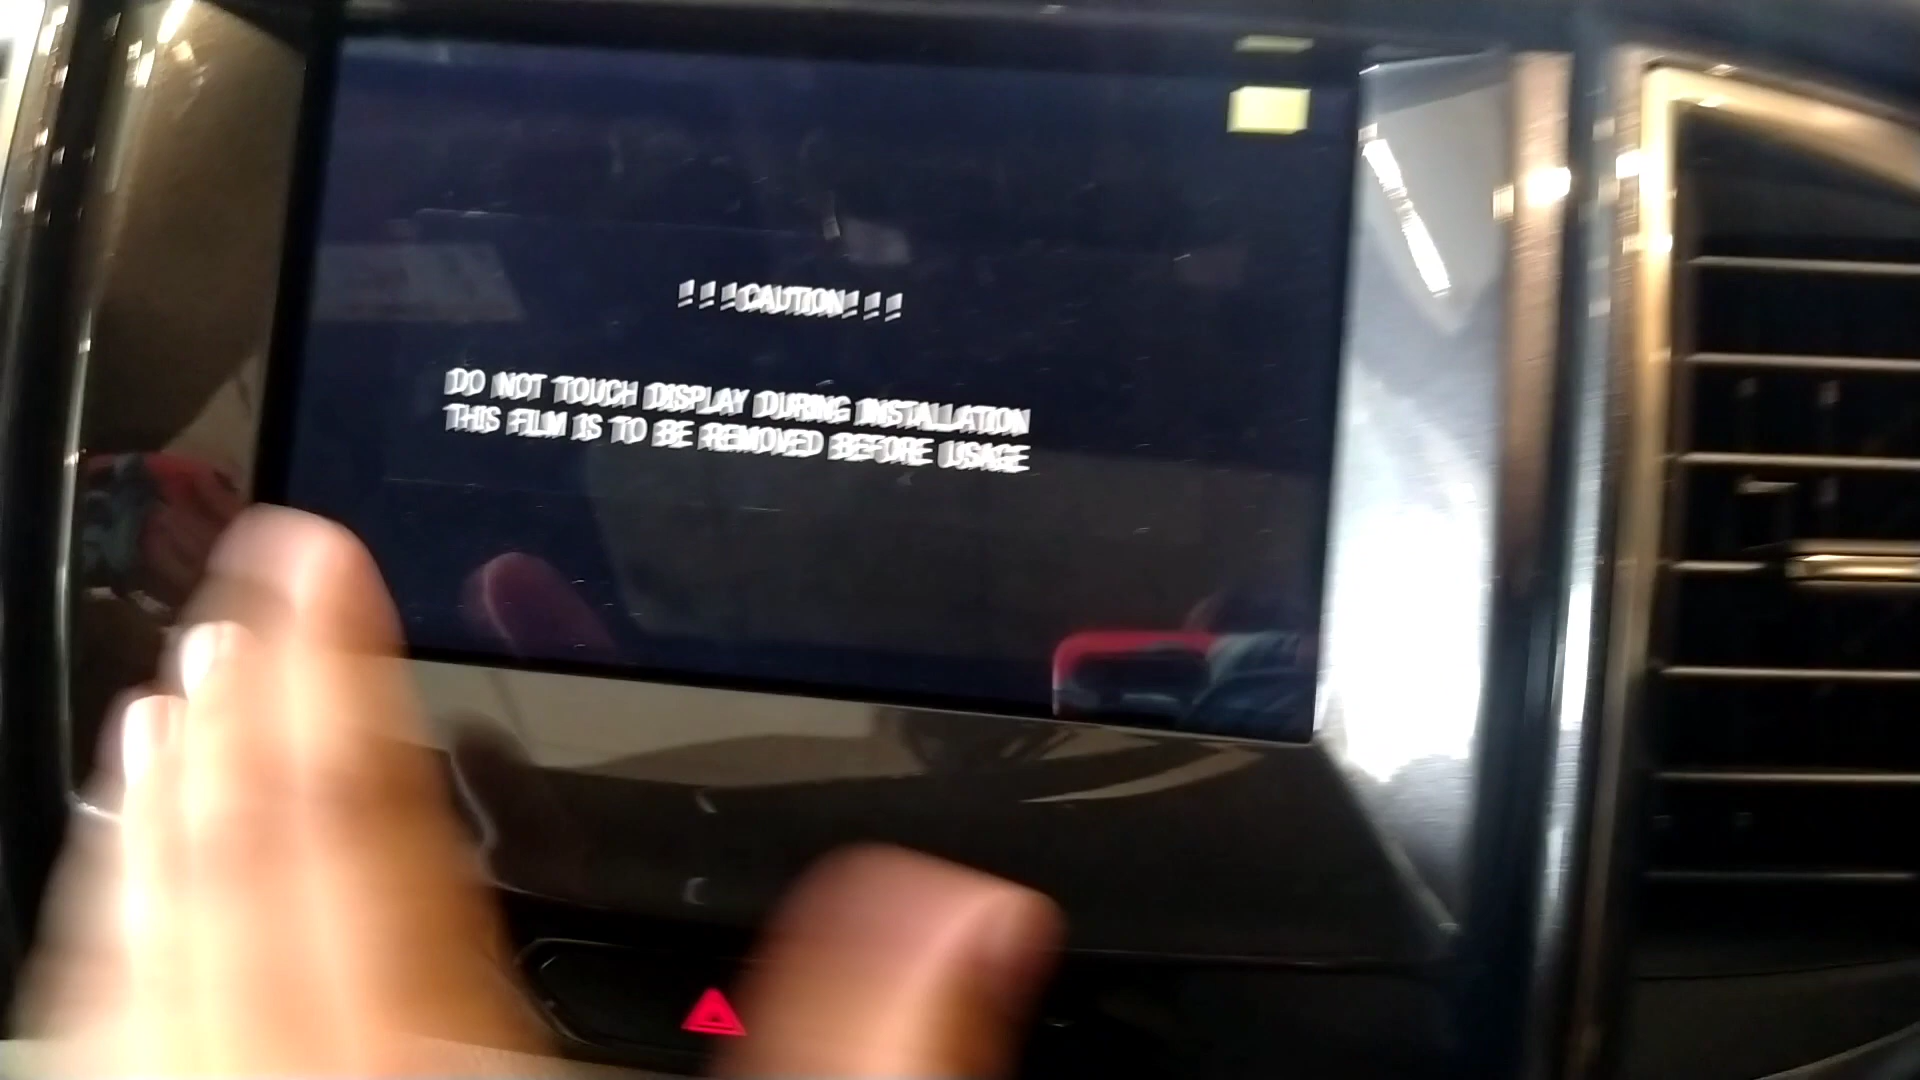 !!!CAUTION!!!
DO NOT TOUCH DISPLAY DURING INSTALLATION
THIS FILM IS TO BE REMOVED BEFORE USAGE